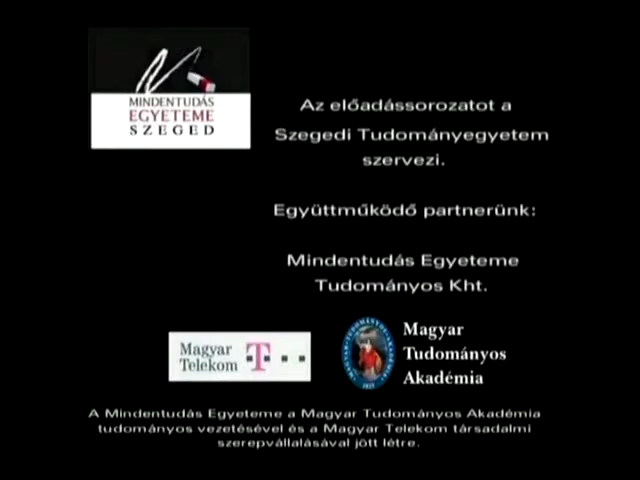 MINDENTUDÁS
EGYETEME
SZEGED
Az előadássorozatot a
Szegedi Tudományegyetem
szervezi.
Együttműködő partnerünk:
Mindentudás Egyeteme
Tudományos Kht.
Magyar
Telekom
T
Magyar
Tudományos
Akadémia
A Mindentudás Egyeteme a Magyar Tudományos Akadémia
tudományos vezetésével és a Magyar Telekom társadalmi
szerepvállalásával jött létre.